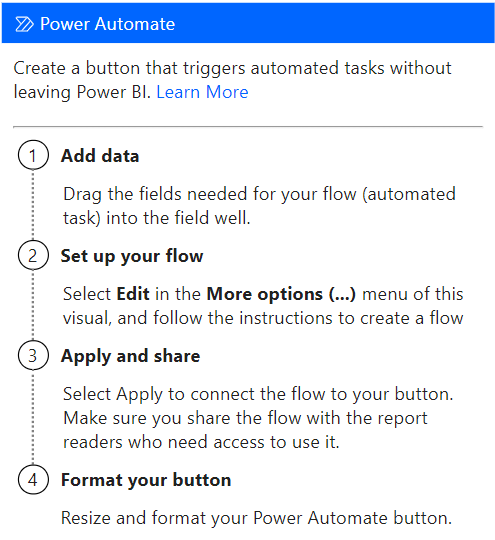 Power Automate
Create a button that triggers automated tasks without
leaving Power BI. Learn More
1 Add data
Drag the fields needed for your flow (automated
task) into the field well.
2 Set up your flow
Select Edit in the More options (...) menu of this
visual, and follow the instructions to create a flow
3 Apply and share
Select Apply to connect the flow to your button.
Make sure you share the flow with the report
readers who need access to use it.
4 Format your button
Resize and format your Power Automate button.